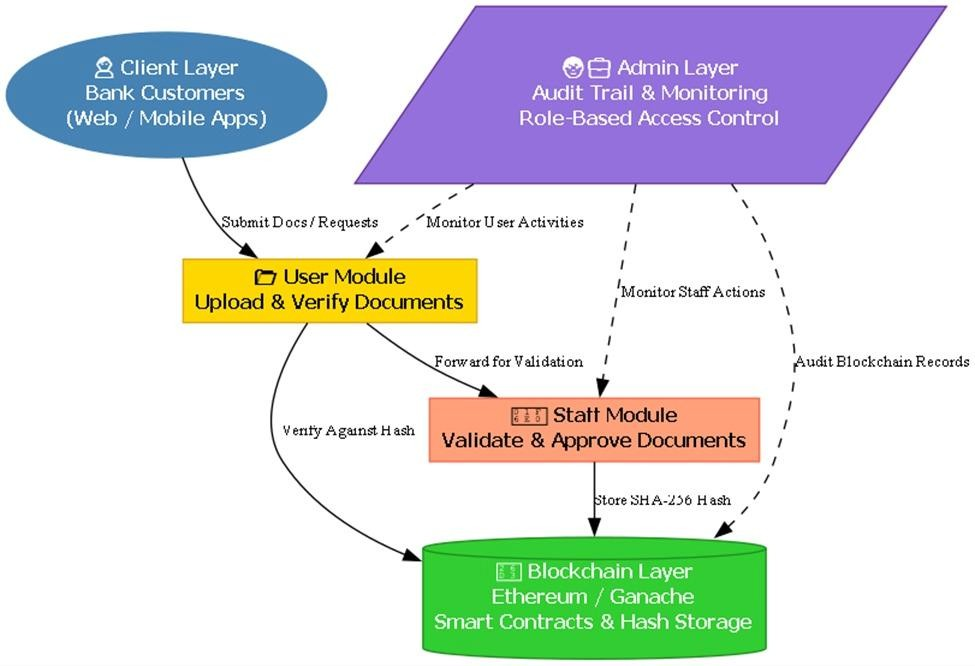 Client Layer
Bank Customers
(Web / Mobile Apps)
Admin Layer
Audit Trail & Monitoring
Role-Based Access Control
Submit Docs / Requests
Monitor User Activities
User Module
Upload & Verify Documents
Monitor Staff Actions
Forward for Validation
Audit Blockchain Records
Staff Module
Validate & Approve Documents
Verify Against Hash
Store SHA-256 Hash
Blockchain Layer
Ethereum / Ganache
Smart Contracts & Hash Storage